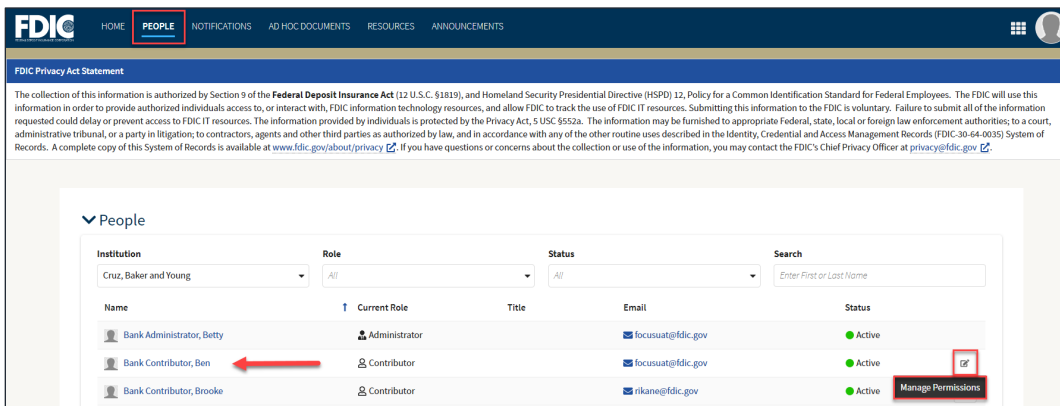 FDIC HOME PEOPLE NOTIFICATIONS AD HOC DOCUMENTS RESOURCES ANNOUNCEMENTS
FDIC Privacy Act Statement
The collection of this information is authorized by Section 9 of the Federal Deposit Insurance Act (12 U.S.C. §1819), and Homeland Security Presidential Directive (HSPD) 12, Policy for a Common Identification Standard for Federal Employees. The FDIC will use this
information in order to provide authorized individuals access to, or interact with, FDIC information technology resources, and allow FDIC to track the use of FDIC IT resources. Submitting this information to the FDIC is voluntary. Failure to submit all of the information
requested could delay or prevent access to FDIC IT resources. The information provided by individuals is protected by the Privacy Act, 5 USC §552a. The information may be furnished to appropriate Federal, state, local or foreign law enforcement authorities; to a court,
administrative tribunal, or a party in litigation; to contractors, agents and other third parties as authorized by law, and in accordance with any of the other routine uses described in the Identity, Credential and Access Management Records (FDIC-30-64-0035) System of
Records. A complete copy of this System of Records is available at www.fdic.gov/about/privacy. If you have questions or concerns about the collection or use of the information, you may contact the FDIC's Chief Privacy Officer at privacy@fdic.gov.
People
Institution Role Status Search
Cruz, Baker and Young All All Enter First or Last Name
Name ↑ Current Role Title Email Status
Bank Administrator, Betty Administrator focusuat@fdic.gov Active
Bank Contributor, Ben Contributor focusuat@fdic.gov Active
Bank Contributor, Brooke Contributor rikane@fdic.gov Active Manage Permissions